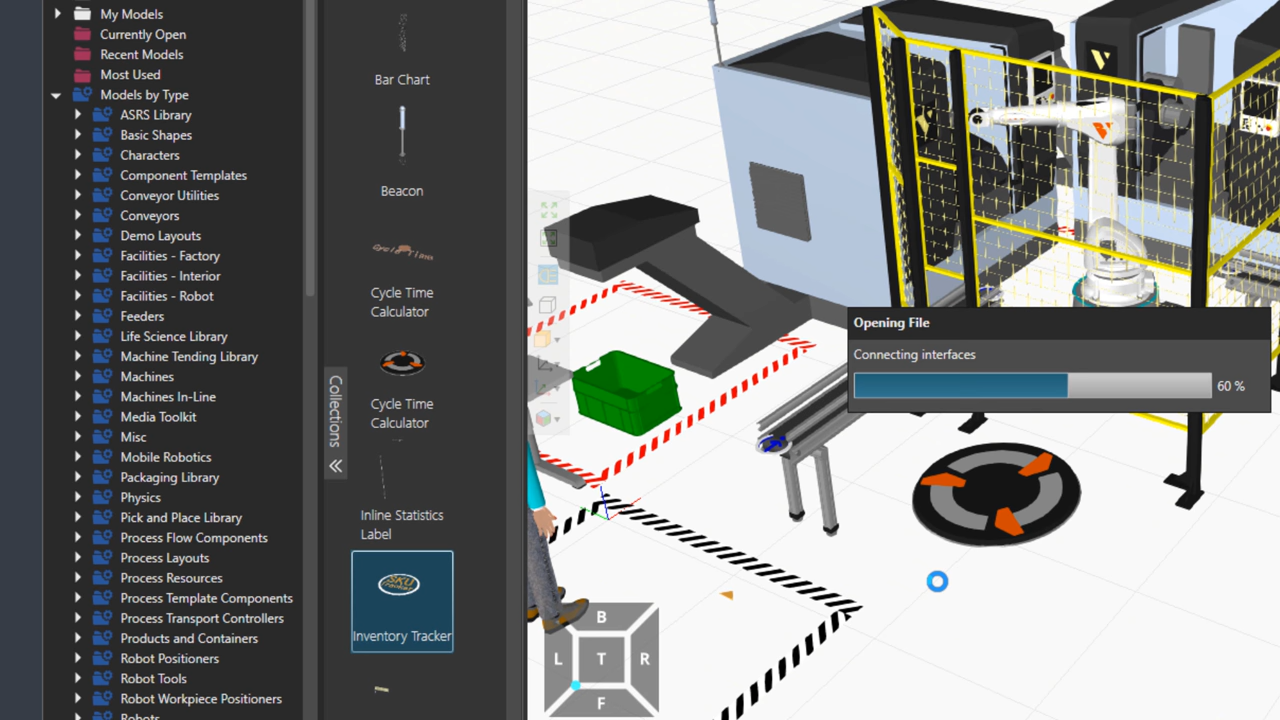 My Models
Currently Open
Recent Models
Most Used
Models by Type
ASRS Library
Basic Shapes
Characters
Component Templates
Conveyor Utilities
Conveyors
Demo Layouts
Facilities - Factory
Facilities - Interior
Facilities - Robot
Feeders
Life Science Library
Machine Tending Library
Machines
Machines In-Line
Media Toolkit
Misc
Mobile Robotics
Packaging Library
Physics
Pick and Place Library
Process Flow Components
Process Layouts
Process Resources
Process Template Components
Process Transport Controllers
Products and Containers
Robot Positioners
Robot Tools
Robot Workpiece Positioners
Robots
Collections
Bar Chart
Beacon
Cycle Time
Calculator
Cycle Time
Calculator
Inline Statistics
Label
SKU
Inventory Tracker
Opening File
Connecting interfaces
60 %
B
L T R
F